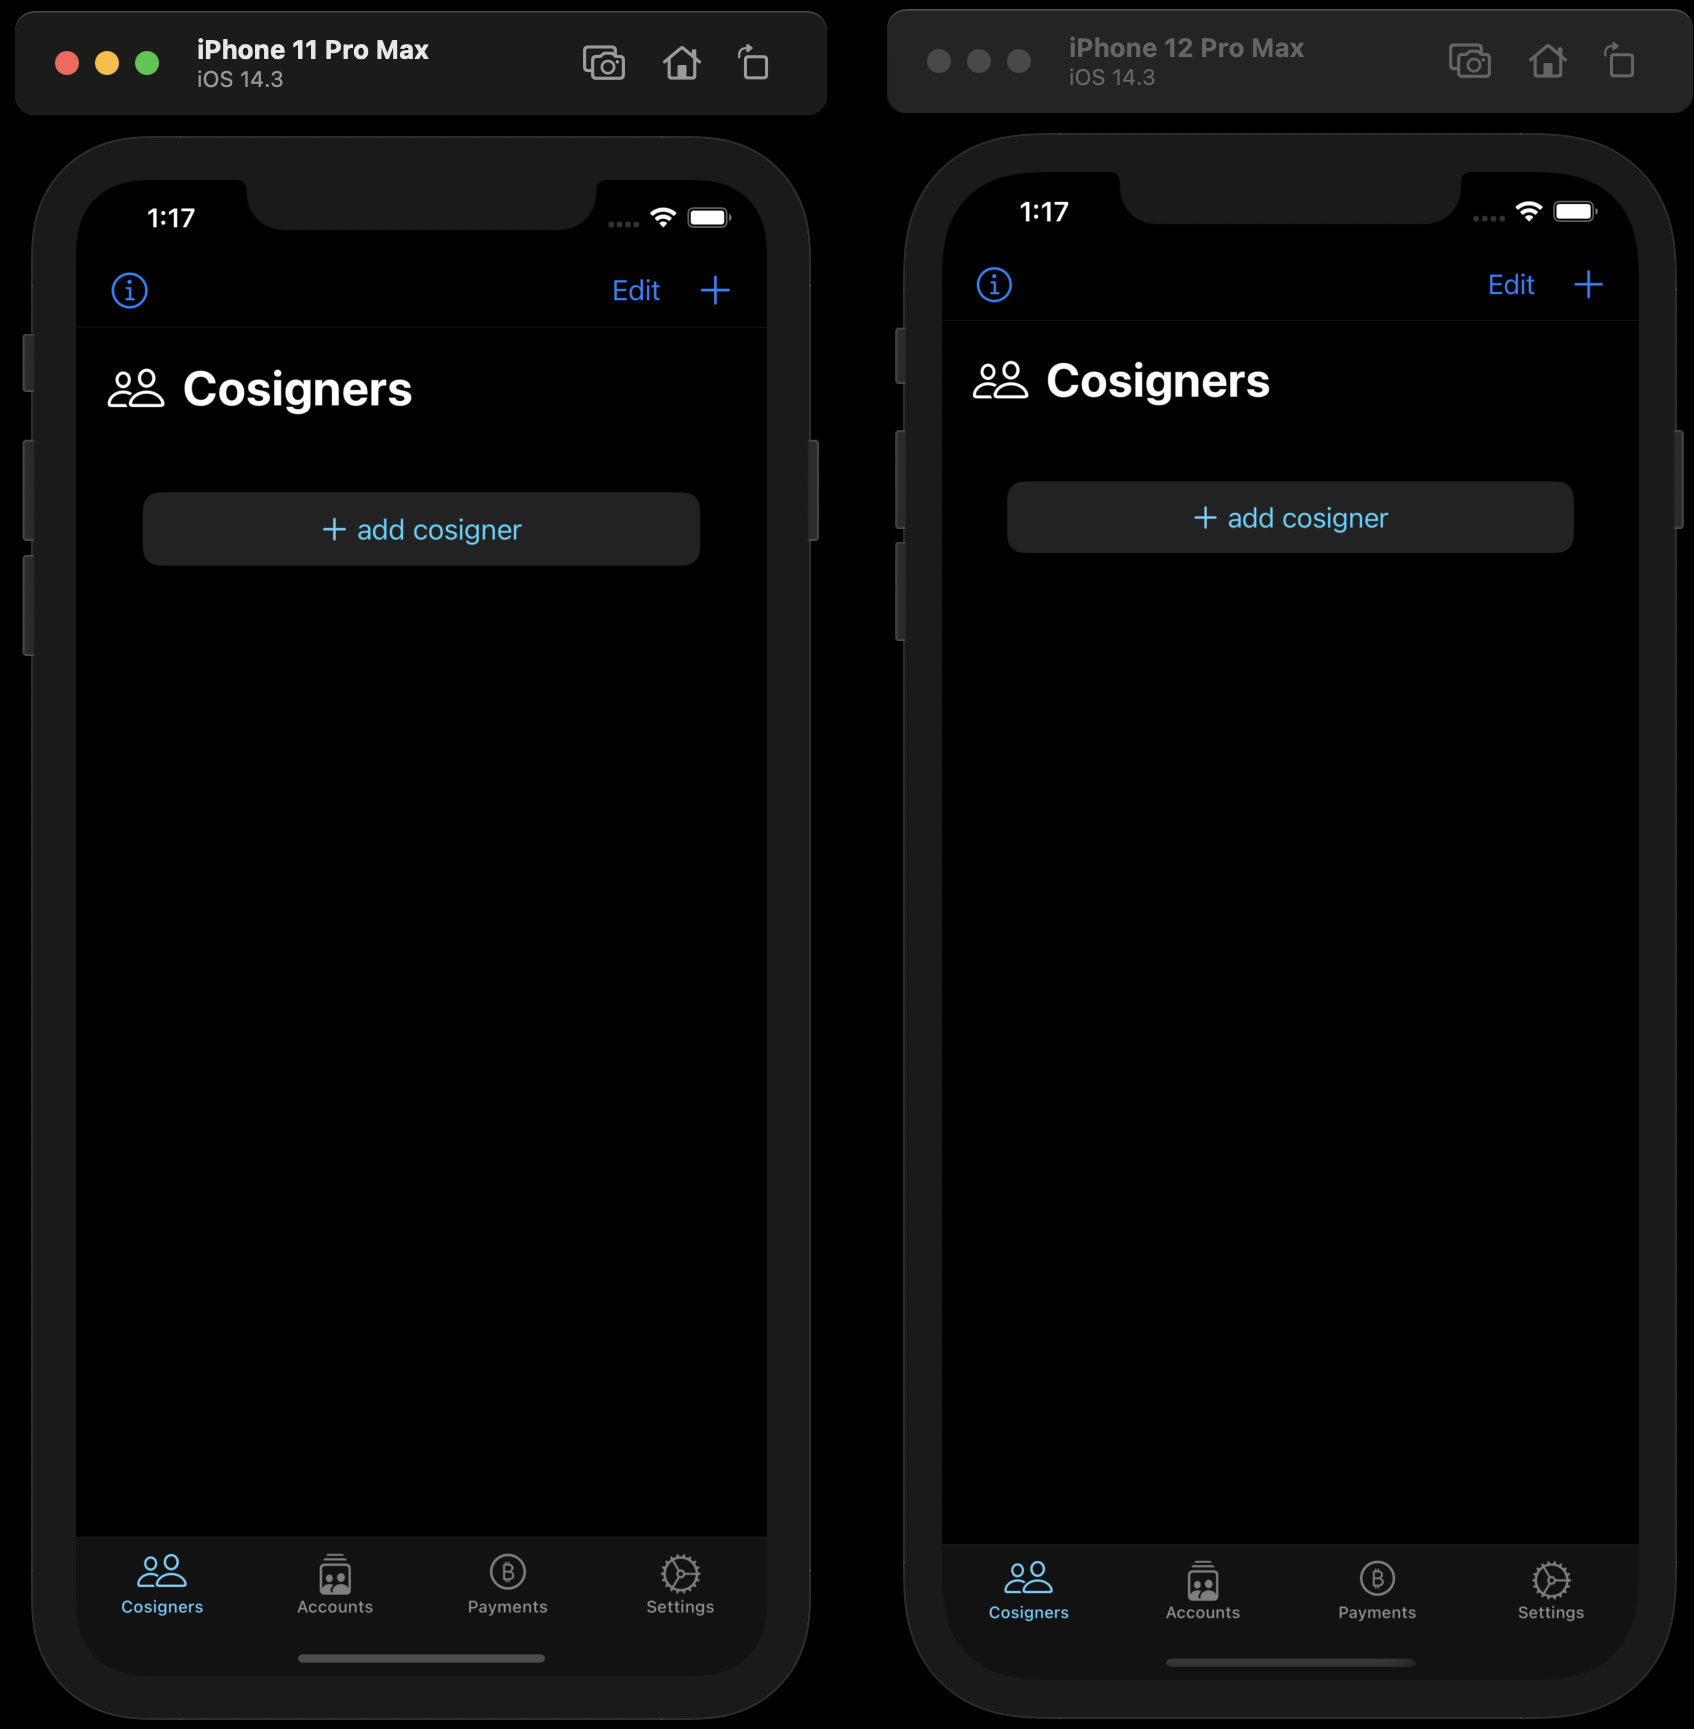 iPhone 11 Pro Max
iOS 14.3
1:17
Edit
Cosigners
+ add cosigner
Cosigners
Accounts
Payments
Settings
iPhone 12 Pro Max
iOS 14.3
1:17
Edit
Cosigners
+ add cosigner
Cosigners
Accounts
Payments
Settings